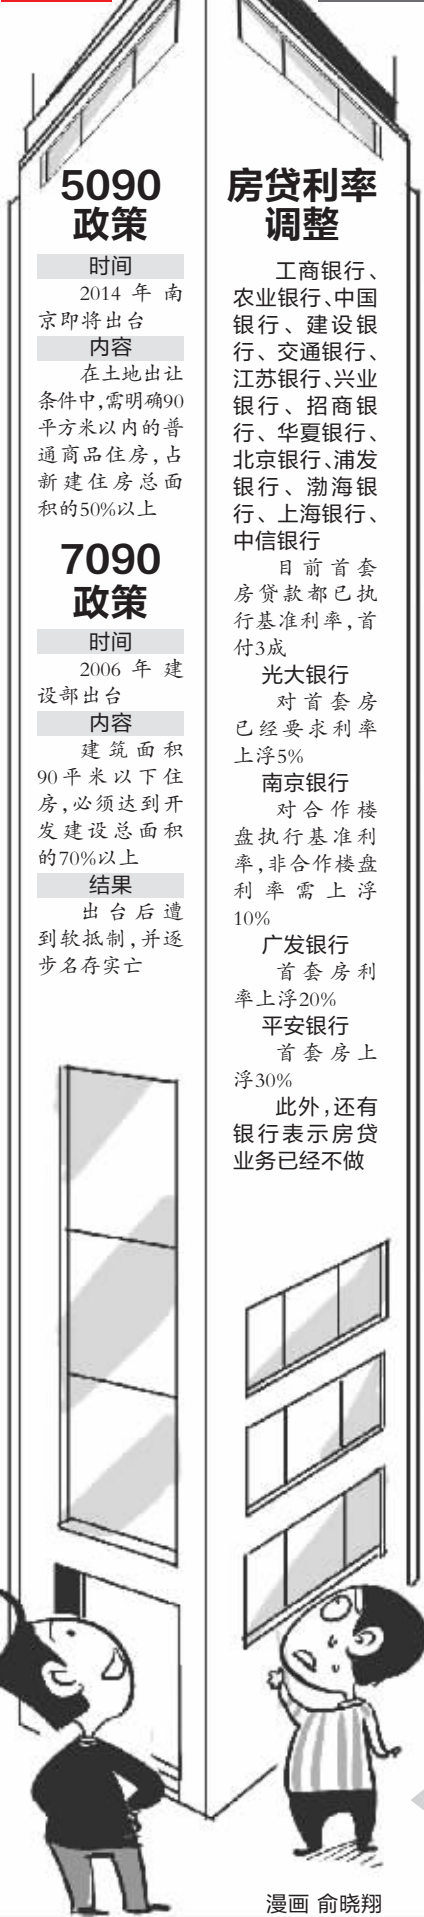 5090
政策
时间
2014 年 南
京即将出台
内容
在土地出让
条件中,需明确90
平方米以内的普
通商品住房,占
新建住房总面
积的50%以上
7090
政策
时间
2006 年 建
设部出台
内容
建筑面积
90平米以下住
房,必须达到开
发建设总面积
的70%以上
结果
出台后遭
到软抵制,并逐
步名存实亡
房贷利率
调整
工商银行、
农业银行、中国
银行、建设银
行、交通银行、
江苏银行、兴业
银行、招商银
行、华夏银行、
北京银行、浦发
银行、渤海银
行、上海银行、
中信银行
目前首套
房贷款都已执
行基准利率,首
付3成
光大银行
对首套房
已经要求利率
上浮5%
南京银行
对合作楼
盘执行基准利
率,非合作楼盘
利率需上浮
10%
广发银行
首套房利
率上浮20%
平安银行
首套房上
浮30%
此外,还有
银行表示房贷
业务已经不做
漫画 俞晓翔